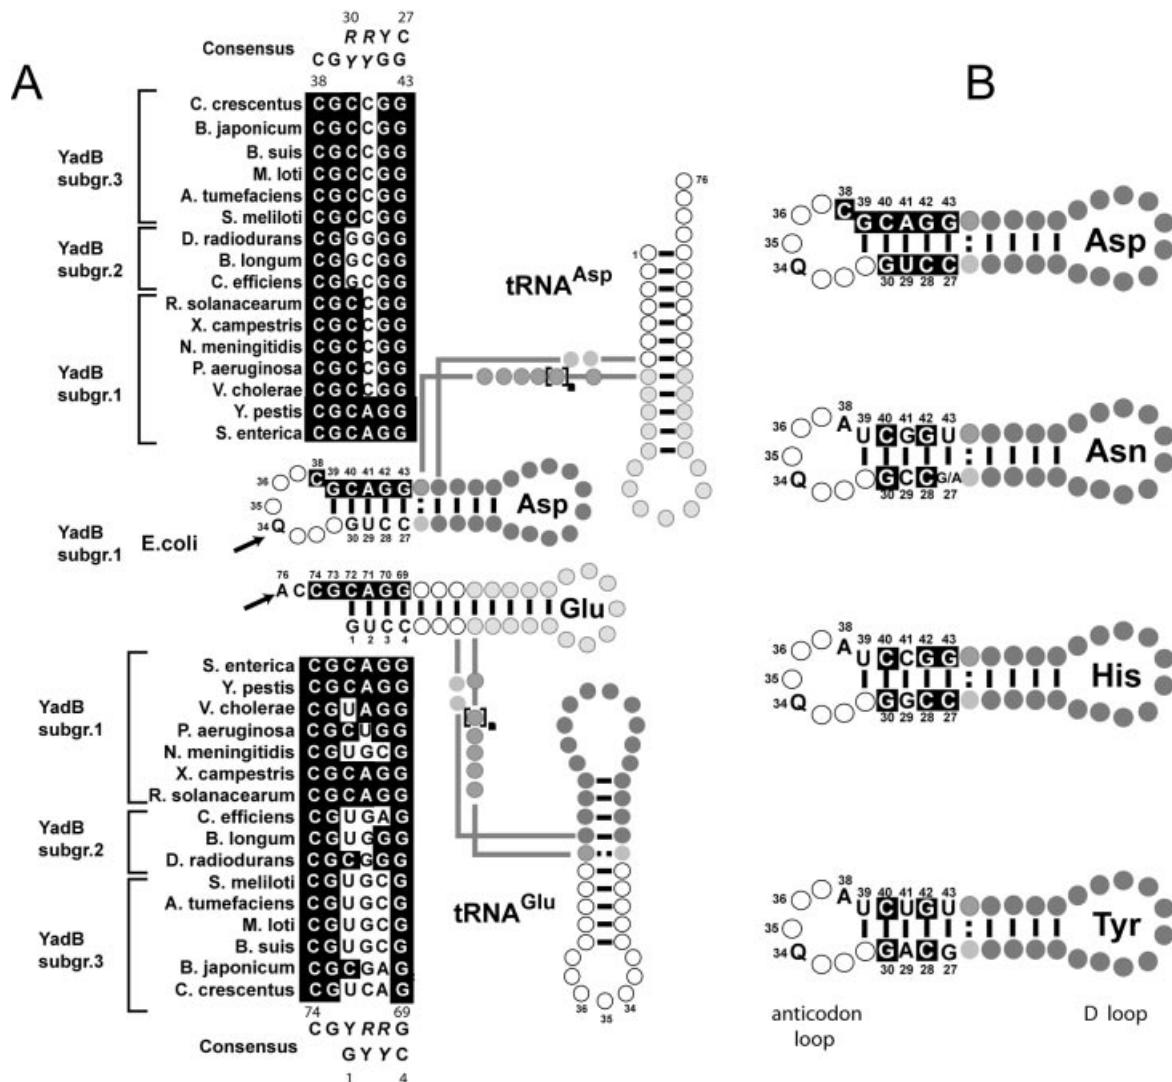 A
B
30 27
R R Y C
Consensus
C G Y Y G G
38 43
YadB
subgr.3
C. crescentus CGCCGG
B. japonicum CGCCGG
B. suis CGCCGG
M. loti CGCCGG
A. tumefaciens CGCCGG
S. meliloti CGCCGG
YadB
subgr.2
D. radiodurans CGGGGG
B. longum CGGCGG
C. efficiens CGGCGG
YadB
subgr.1
R. solanacearum CGCCGG
X. campestris CGCCGG
N. meningitidis CGCCGG
P. aeruginosa CGCCGG
V. cholerae CGCCGG
Y. pestis CGCAGG
S. enterica CGCAGG
YadB
subgr.1 E.coli
36 38 39 40 41 42 43
C G C A G G
35
34 Q
G U C C
30 29 28 27
Asp
76 74 73 72 71 70 69
A C C G C A G G
G U C C
1 2 3 4
Glu
tRNA Asp
76
1
n
YadB
subgr.1
S. enterica CGCAGG
Y. pestis CGCAGG
V. cholerae CGUAGG
P. aeruginosa CGCUGG
N. meningitidis CGUGCG
X. campestris CGCAGG
R. solanacearum CGCAGG
YadB
subgr.2
C. efficiens CGUGAG
B. longum CGUGGG
D. radiodurans CGCGGG
YadB
subgr.3
S. meliloti CGUGCG
A. tumefaciens CGUGCG
M. loti CGUGCG
B. suis CGUGCG
B. japonicum CGCGAG
C. crescentus CGUCAG
74 69
C G Y R R G
Consensus
G Y Y C
1 4
tRNA Glu
n
36 35 34
36 38 39 40 41 42 43
C G C A G G
35
34 Q
G U C C
30 29 28 27
Asp
36 38 39 40 41 42 43
A U C G G U
35
34 Q
G C C G/A
30 29 28 27
Asn
36 38 39 40 41 42 43
A U C C G G
35
34 Q
G G C C
30 29 28 27
His
36 38 39 40 41 42 43
A U C U G U
35
34 Q
G A C G
30 29 28 27
Tyr
anticodon
loop
D loop